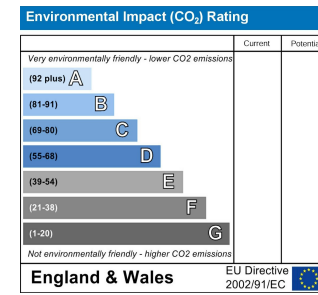 Environmental Impact (CO₂) Rating
Current Potentia
Very environmentally friendly - lower CO2 emissions
(92 plus) A
(81-91) B
(69-80) C
(55-68) D
(39-54) E
(21-38) F
(1-20) G
Not environmentally friendly - higher CO2 emissions
England & Wales
EU Directive
2002/91/EC